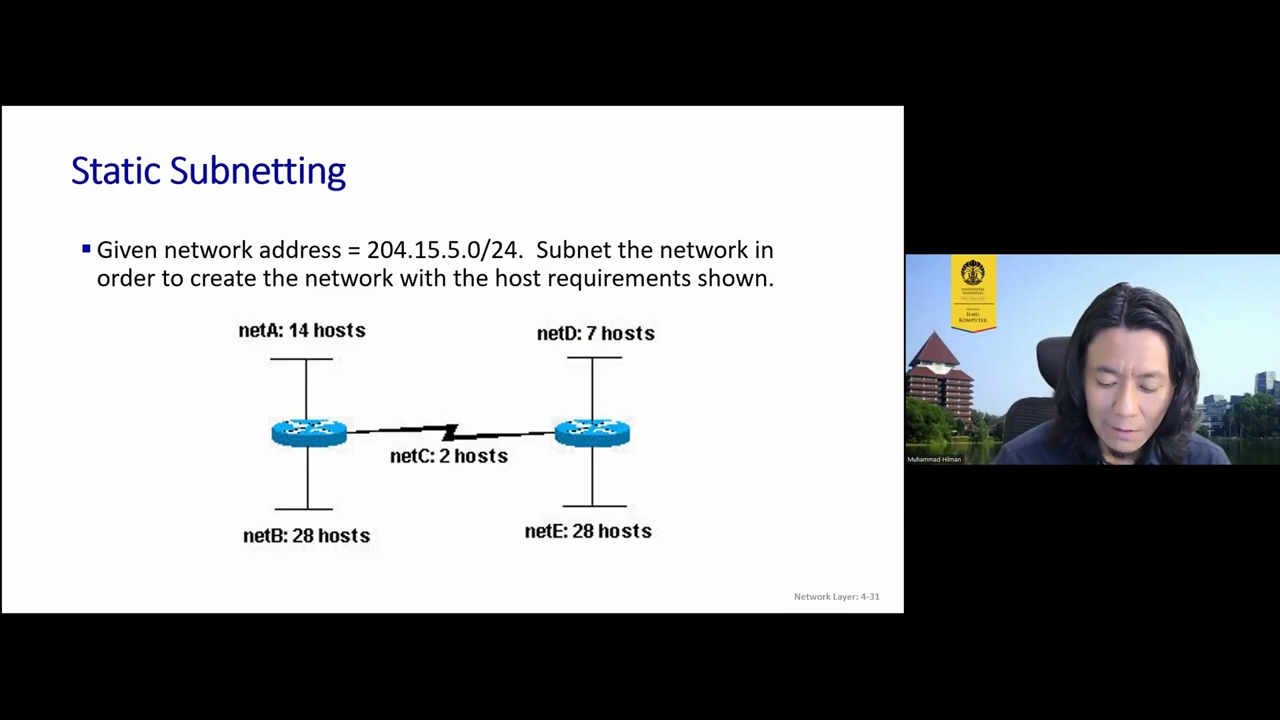 Static Subnetting
Given network address = 204.15.5.0/24. Subnet the network in
order to create the network with the host requirements shown.
netA: 14 hosts
netD: 7 hosts
netC: 2 hosts
netB: 28 hosts
netE: 28 hosts
Network Layer: 4-31
ILMU
KOMPUTER
Muhammad Hilman